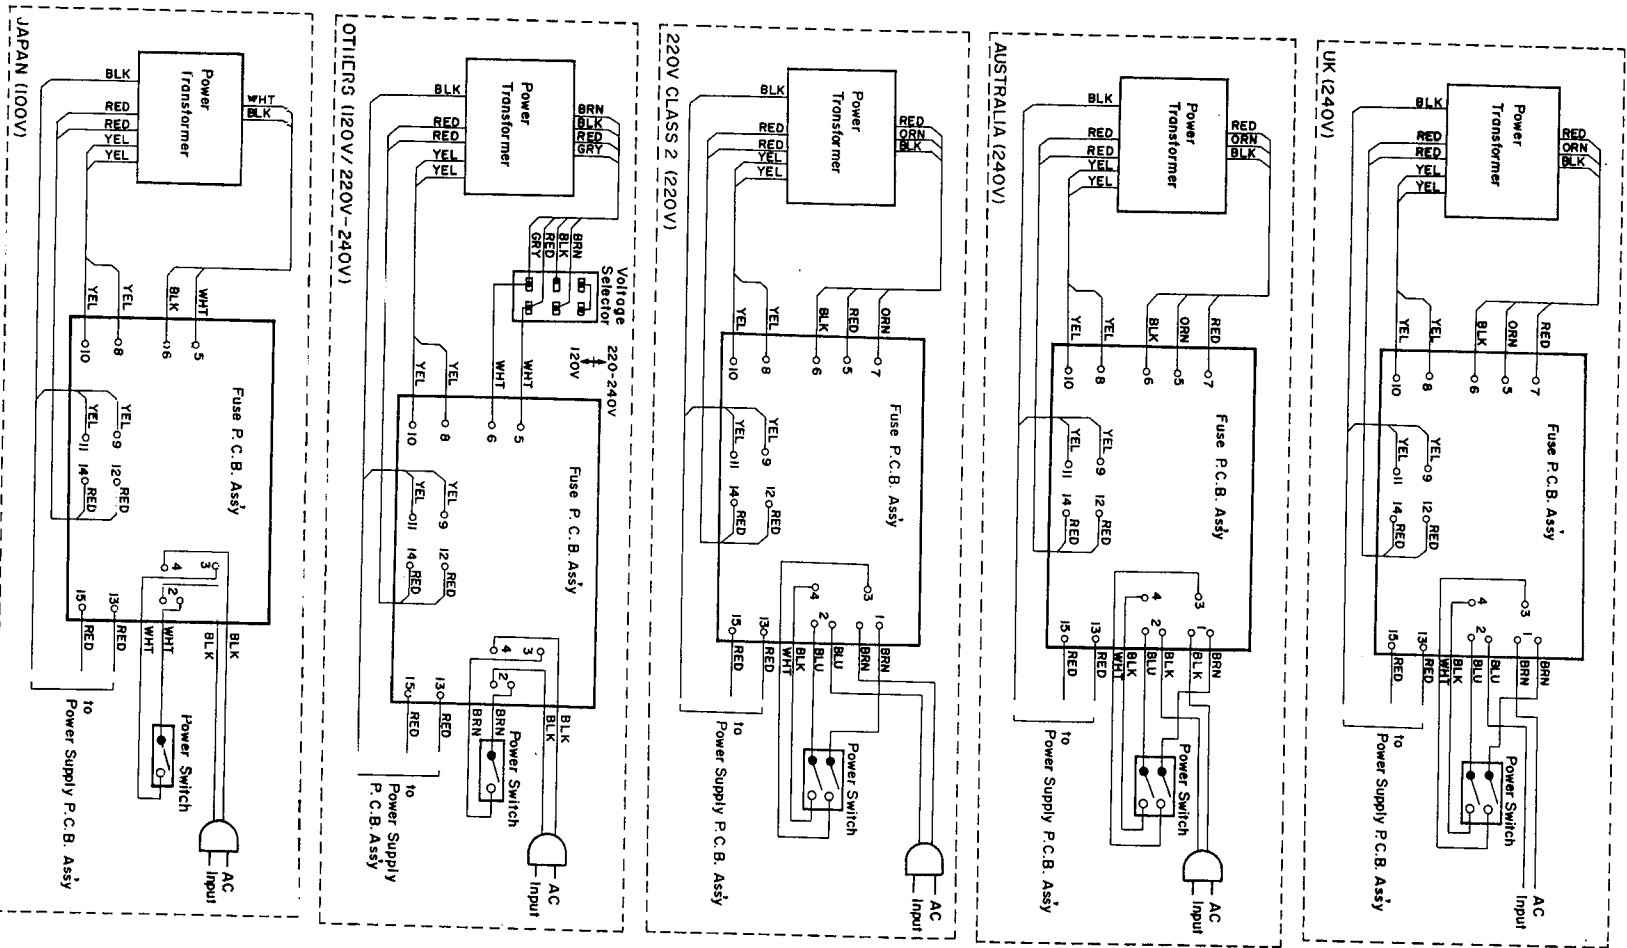 JAPAN (100V)
Power
Transformer
BLK
RED
RED
YEL
YEL
WHT
BLK
YEL
YEL
BLK
WHT
10
8
6
5
Fuse P.C.B. Ass'y
YEL
YEL
11
9
14
12
RED
RED
4
3
2
15
13
RED
RED
WHT
WHT
BLK
BLK
to
Power Supply P.C.B. Ass'y
Power Switch
AC
Input
OTHERS (120V/220V-240V)
Power
Transformer
BLK
RED
RED
YEL
YEL
BRN
BLK
RED
GRY
GRY
RED
BLK
BRN
Voltage
Selector
220-240V
120V
YEL
YEL
WHT
WHT
10
8
6
5
Fuse P.C.B. Ass'y
YEL
YEL
11
9
14
12
RED
RED
4
3
2
15
13
RED
RED
BRN
BRN
BLK
BLK
to
Power Supply
P.C.B. Ass'y
Power Switch
AC
Input
220V CLASS 2 (220V)
Power
Transformer
BLK
RED
RED
YEL
YEL
RED
ORN
BLK
YEL
YEL
BLK
RED
ORN
10
8
6
5
7
Fuse P.C.B. Ass'y
YEL
YEL
11
9
14
12
RED
RED
4
3
2
1
15
13
RED
RED
WHT
BLK
BLU
BLU
BRN
BRN
to
Power Supply P.C.B. Ass'y
Power Switch
AC
Input
AUSTRALIA (240V)
Power
Transformer
BLK
RED
RED
YEL
YEL
RED
ORN
BLK
YEL
YEL
BLK
ORN
RED
10
8
6
5
7
Fuse P.C.B. Ass'y
YEL
YEL
11
9
14
12
RED
RED
4
3
2
1
15
13
RED
RED
WHT
BLK
BLU
BLK
BLK
BRN
to
Power Supply P.C.B. Ass'y
Power Switch
AC
Input
UK (240V)
Power
Transformer
BLK
RED
RED
YEL
YEL
RED
ORN
BLK
YEL
YEL
BLK
ORN
RED
10
8
6
5
7
Fuse P.C.B. Ass'y
YEL
YEL
11
9
14
12
RED
RED
4
3
2
1
15
13
RED
RED
WHT
BLK
BLU
BLU
BRN
BRN
to
Power Supply P.C.B. Ass'y
Power Switch
AC
Input